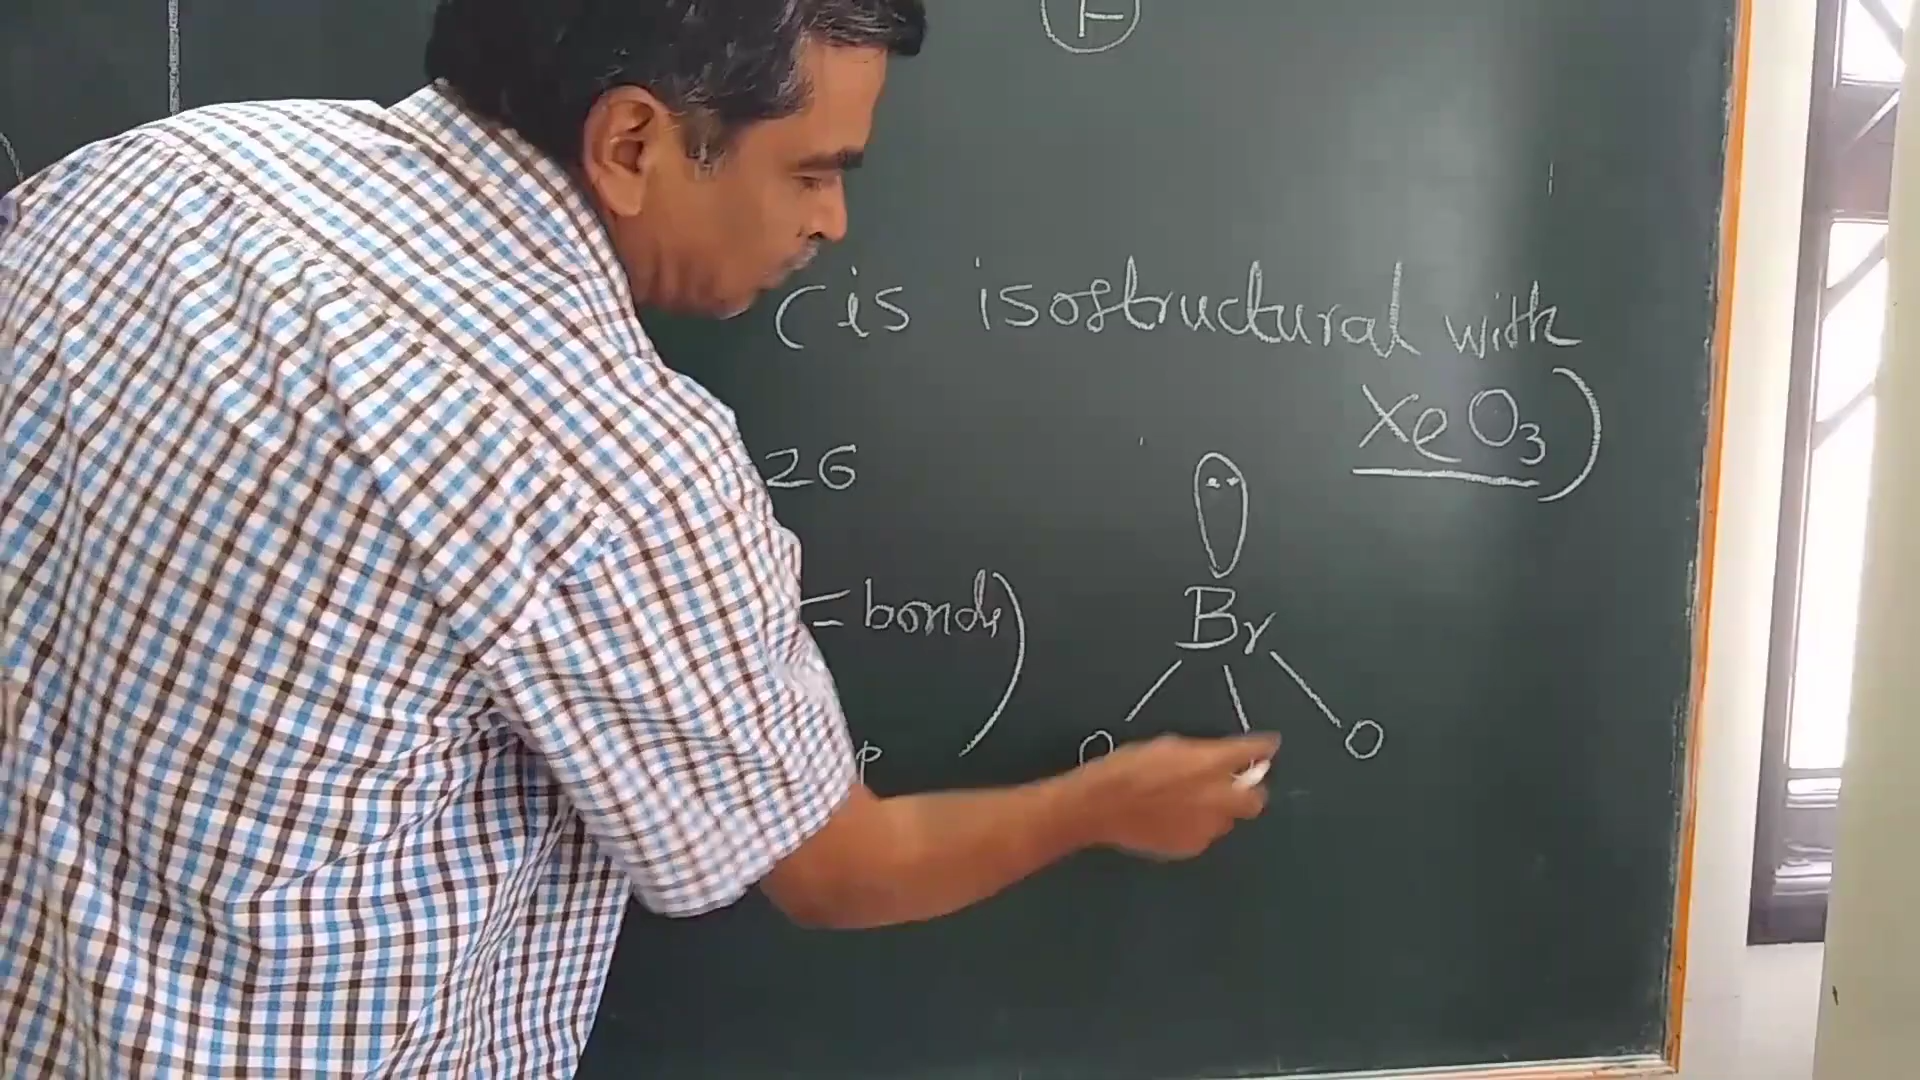 F
(is isostructural with
XeO3)
26
= bonds)
Br
O O
p